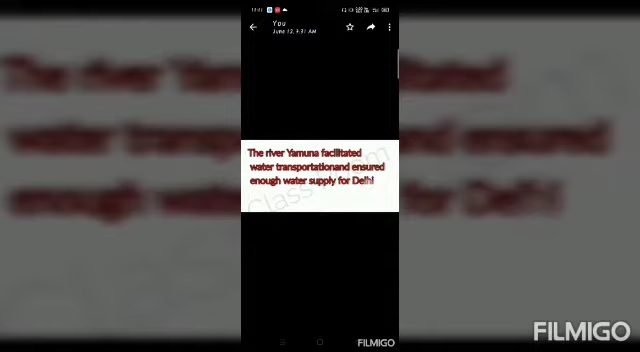 You
June 12, 9:31 AM
The river Yamuna facilitated
water transportationand ensured
enough water supply for Delhi
FILMIGO
FILMIGO